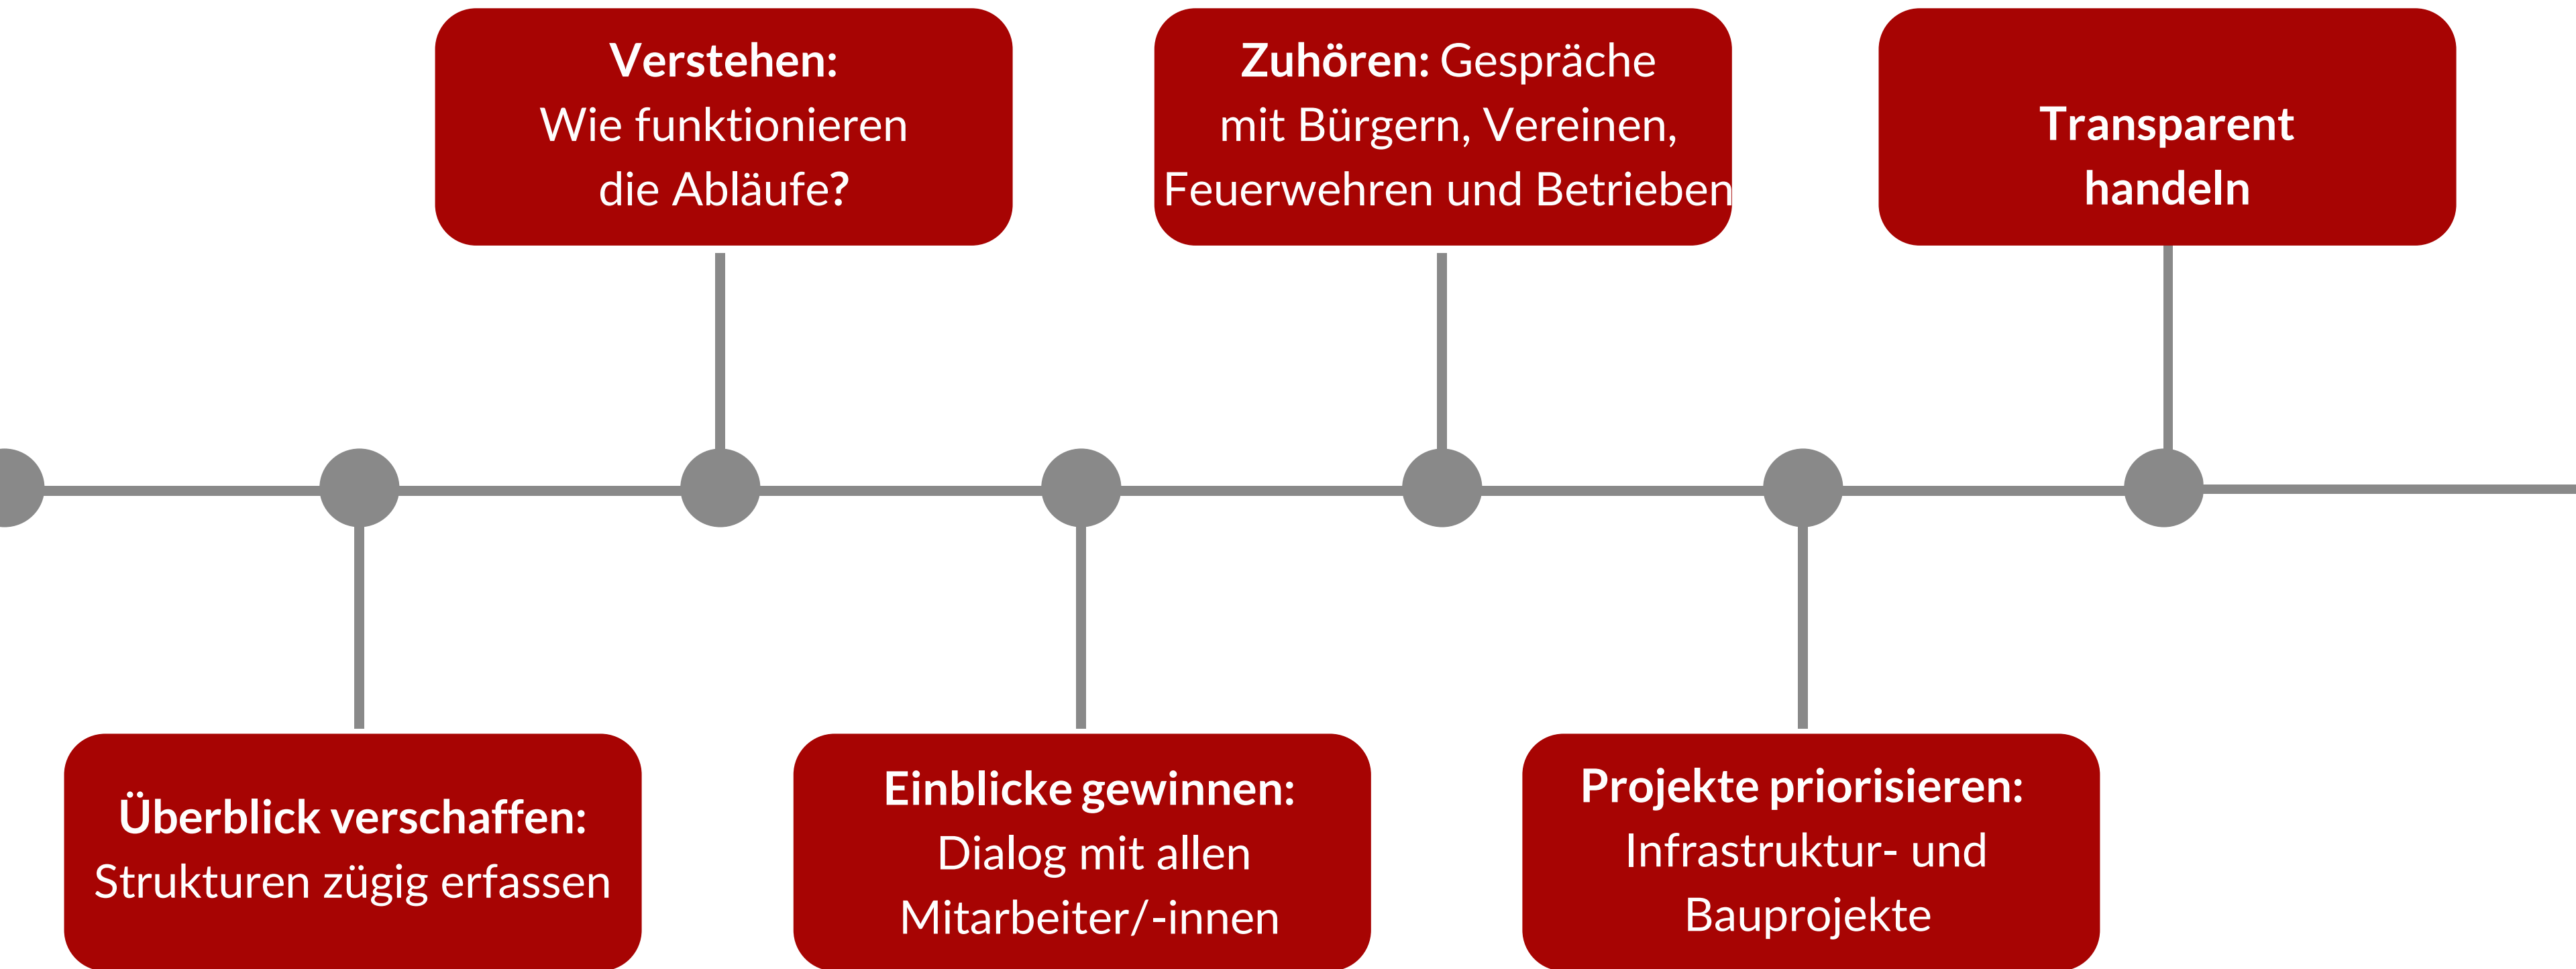 Verstehen:
Wie funktionieren
die Abläufe?
Zuhören: Gespräche
mit Bürgern, Vereinen,
Feuerwehren und Betrieben
Transparent
handeln
Überblick verschaffen:
Strukturen zügig erfassen
Einblicke gewinnen:
Dialog mit allen
Mitarbeiter/-innen
Projekte priorisieren:
Infrastruktur- und
Bauprojekte